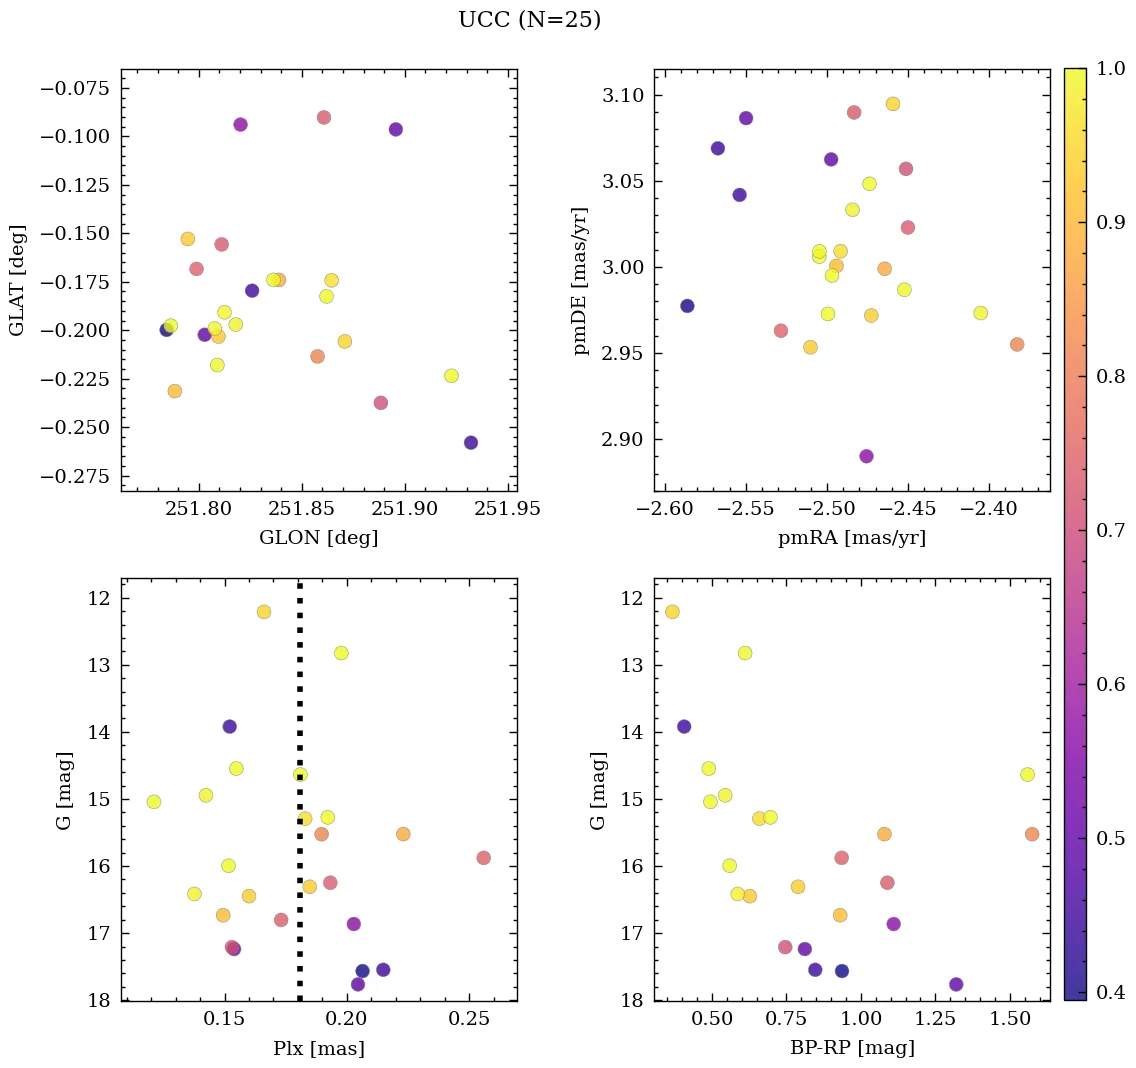 UCC (N=25)
−0.075
−0.100
−0.125
−0.150
−0.175
−0.200
−0.225
−0.250
−0.275
GLAT [deg]
251.80 251.85 251.90 251.95
GLON [deg]
3.10
3.05
3.00
2.95
2.90
pmDE [mas/yr]
−2.60 −2.55 −2.50 −2.45 −2.40
pmRA [mas/yr]
12
13
14
15
16
17
18
G [mag]
0.15 0.20 0.25
Plx [mas]
12
13
14
15
16
17
18
G [mag]
0.50 0.75 1.00 1.25 1.50
BP-RP [mag]
1.0
0.9
0.8
0.7
0.6
0.5
0.4